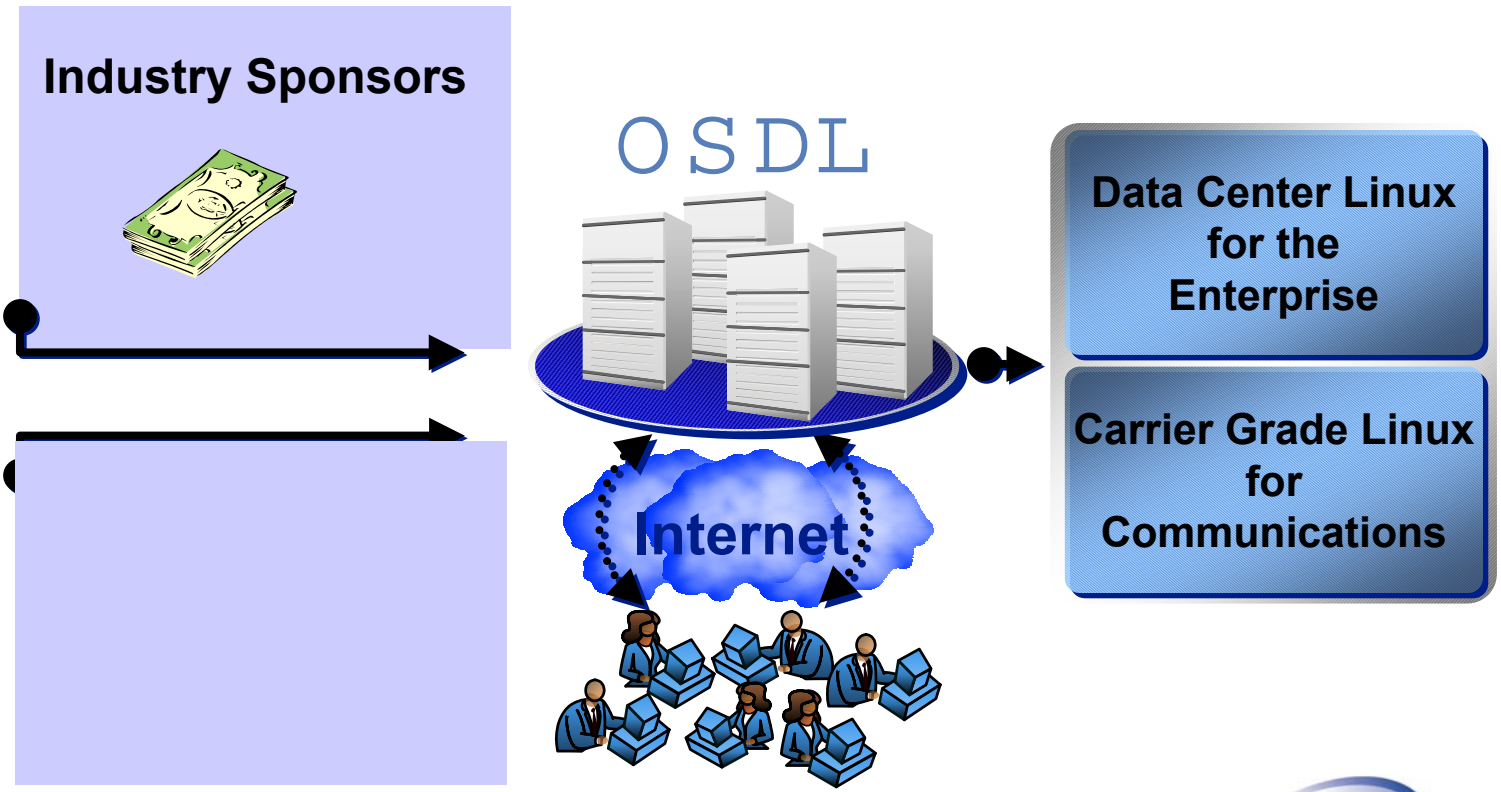 Industry Sponsors
OSDL
Data Center Linux
for the
Enterprise
Carrier Grade Linux
for
Communications
Internet